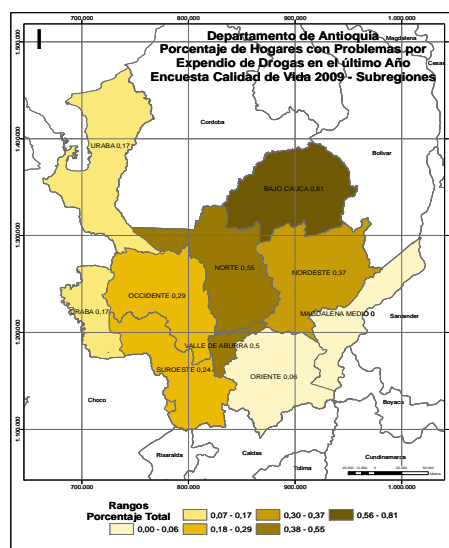 Departamento de Antioquia
Porcentaje de Hogares con Problemas por
Expendio de Drogas en el último Año
Encuesta Calidad de Vida 2009 - Subregiones
700.000
800.000
900.000
1.000.000
1.500.000
1.400.000
1.300.000
1.200.000
1.100.000
Magdalena
Cesar
Cordoba
Bolivar
URABA 0,17
BAJO CAUCA 0,81
NORTE 0,55
NORDESTE 0,37
OCCIDENTE 0,29
URABA 0,17
MAGDALENA MEDIO 0
Santander
VALLE DE ABURRA 0,5
SUROESTE 0,24
ORIENTE 0,06
Choco
Boyaca
Risaralda
Caldas
Tolima
Cundinamarca
700.000
800.000
900.000
1.000.000
Rangos
Porcentaje Total
0,00 - 0,06
0,07 - 0,17
0,18 - 0,29
0,30 - 0,37
0,38 - 0,55
0,56 - 0,81